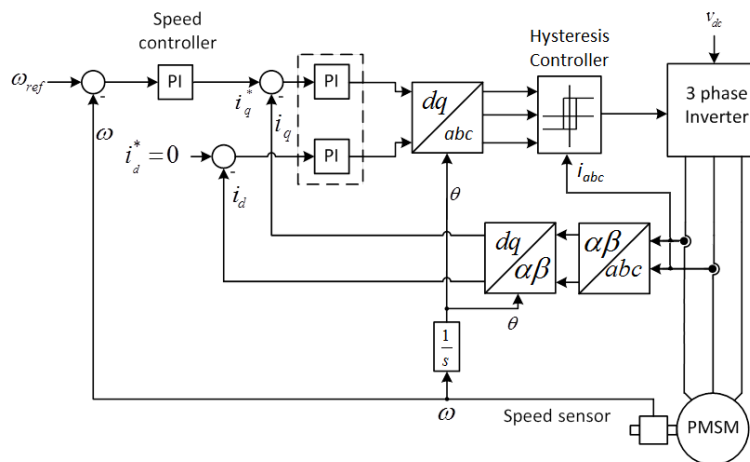 Speed
controller
Hysteresis
Controller
v_dc
ω_ref
PI
i_q^*
PI
dq
abc
3 phase
Inverter
ω
i_q
i_d^* = 0
PI
i_d
θ
i_abc
dq
αβ
αβ
abc
θ
1
s
ω
Speed sensor
PMSM